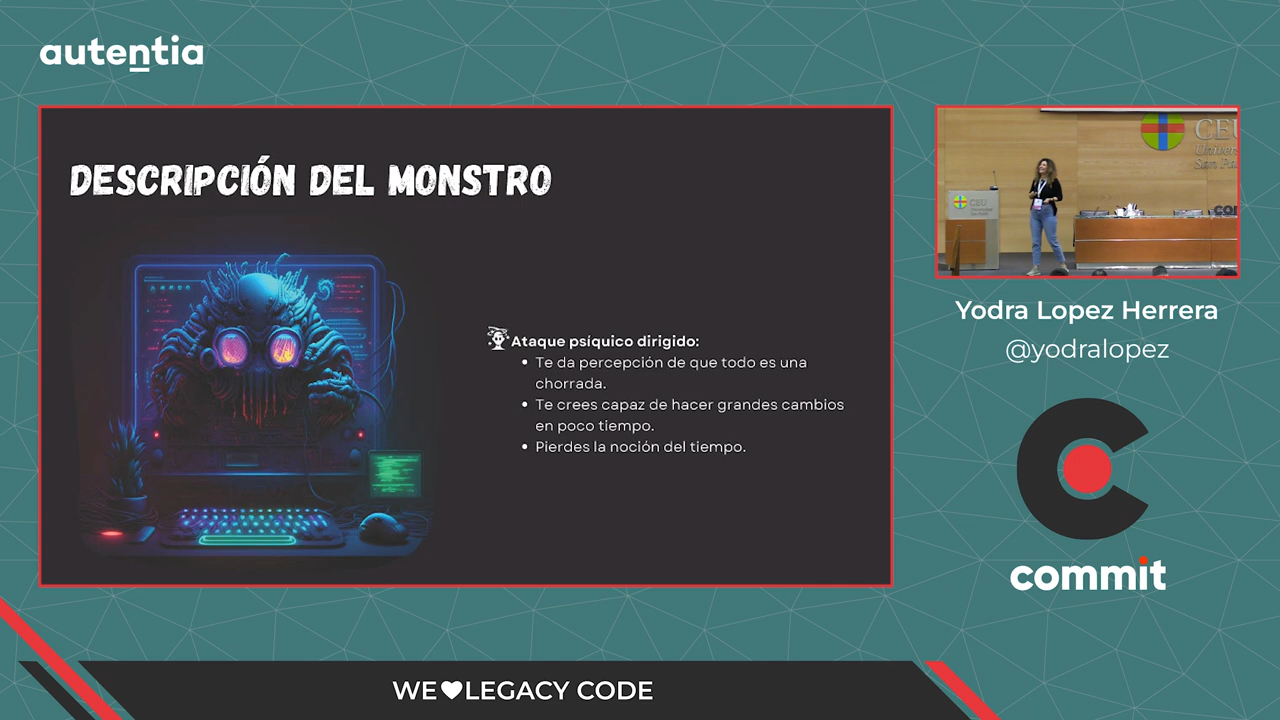 autentia
DESCRIPCIÓN DEL MONSTRO
Ataque psíquico dirigido:
• Te da percepción de que todo es una
chorrada.
• Te crees capaz de hacer grandes cambios
en poco tiempo.
• Pierdes la noción del tiempo.
CEU
CEU
Yodra Lopez Herrera
@yodralopez
commit
WE LEGACY CODE